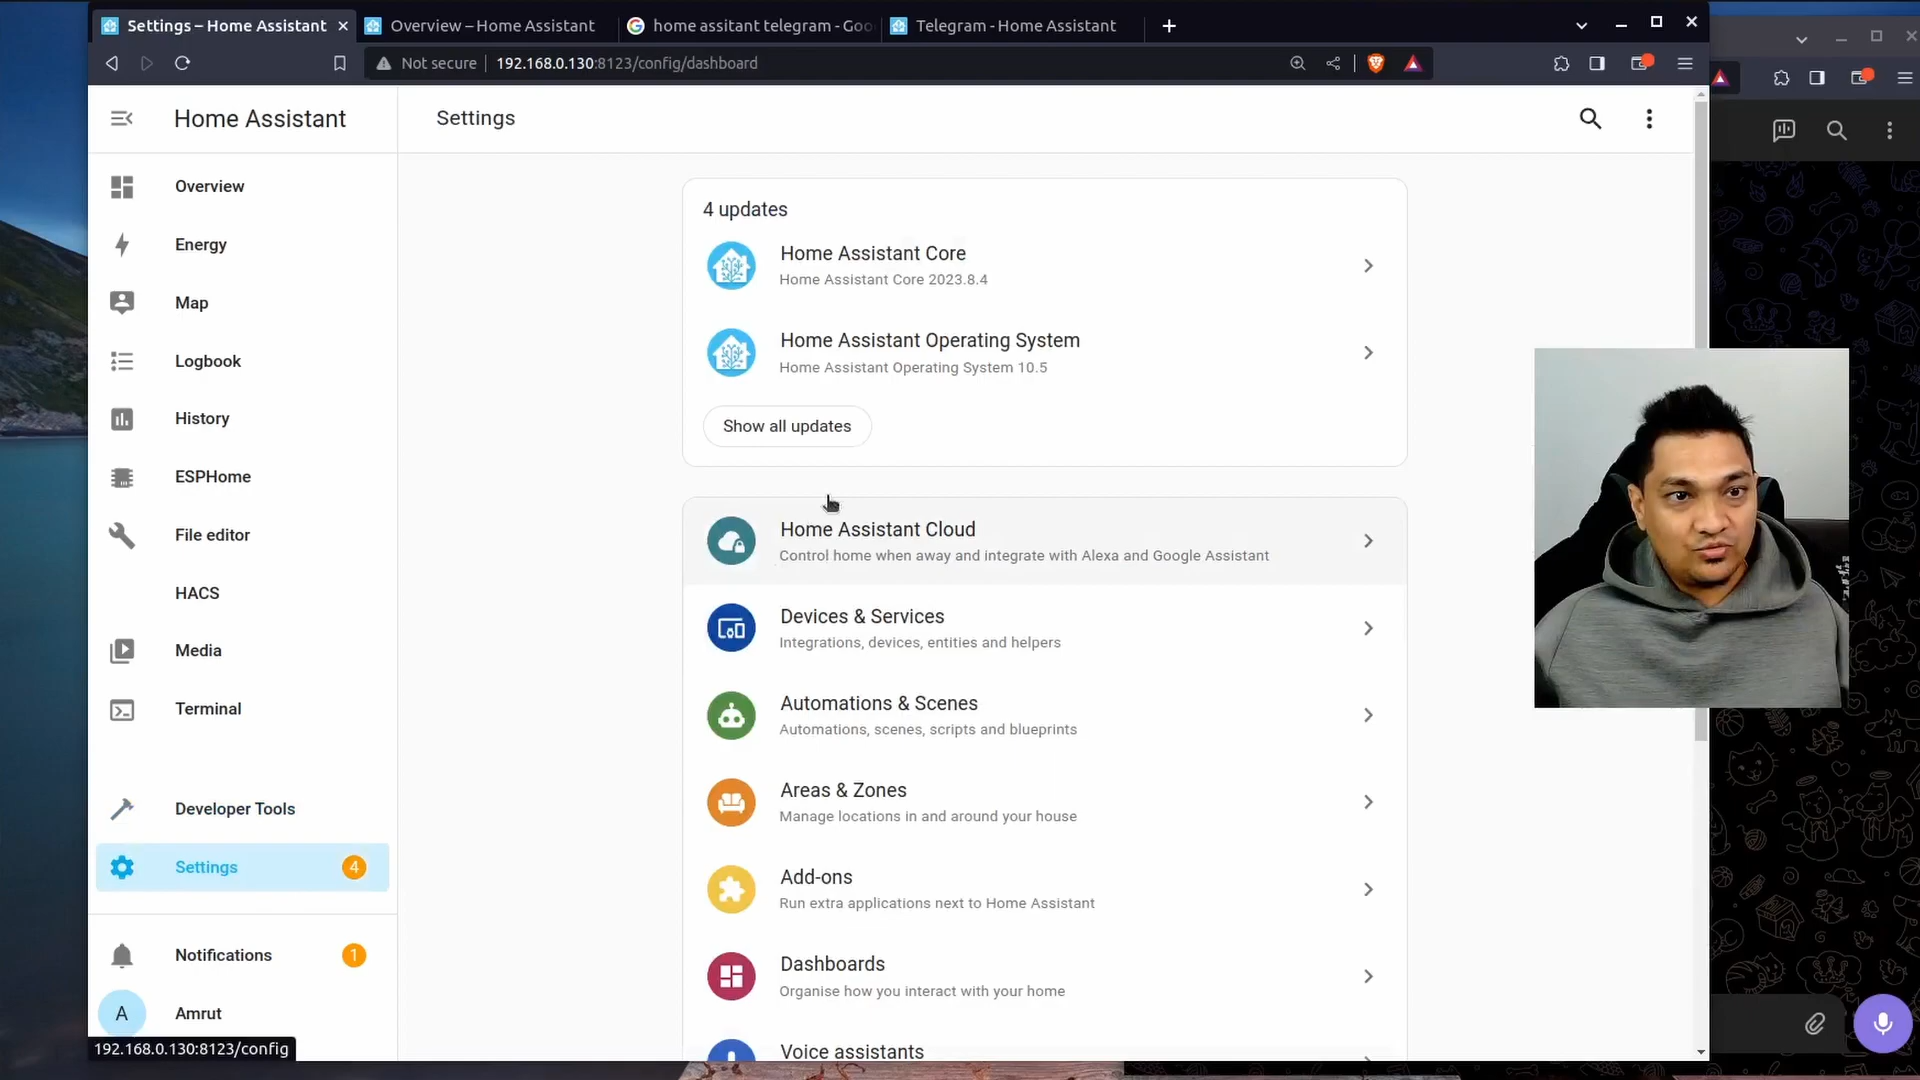 Settings – Home Assistant
Overview – Home Assistant
home assitant telegram - Goo
Telegram - Home Assistant
Not secure
192.168.0.130:8123/config/dashboard
Home Assistant
Settings
Overview
Energy
Map
Logbook
History
ESPHome
File editor
HACS
Media
Terminal
Developer Tools
Settings 4
Notifications 1
A Amrut
192.168.0.130:8123/config
4 updates
Home Assistant Core
Home Assistant Core 2023.8.4
Home Assistant Operating System
Home Assistant Operating System 10.5
Show all updates
Home Assistant Cloud
Control home when away and integrate with Alexa and Google Assistant
Devices & Services
Integrations, devices, entities and helpers
Automations & Scenes
Automations, scenes, scripts and blueprints
Areas & Zones
Manage locations in and around your house
Add-ons
Run extra applications next to Home Assistant
Dashboards
Organise how you interact with your home
Voice assistants